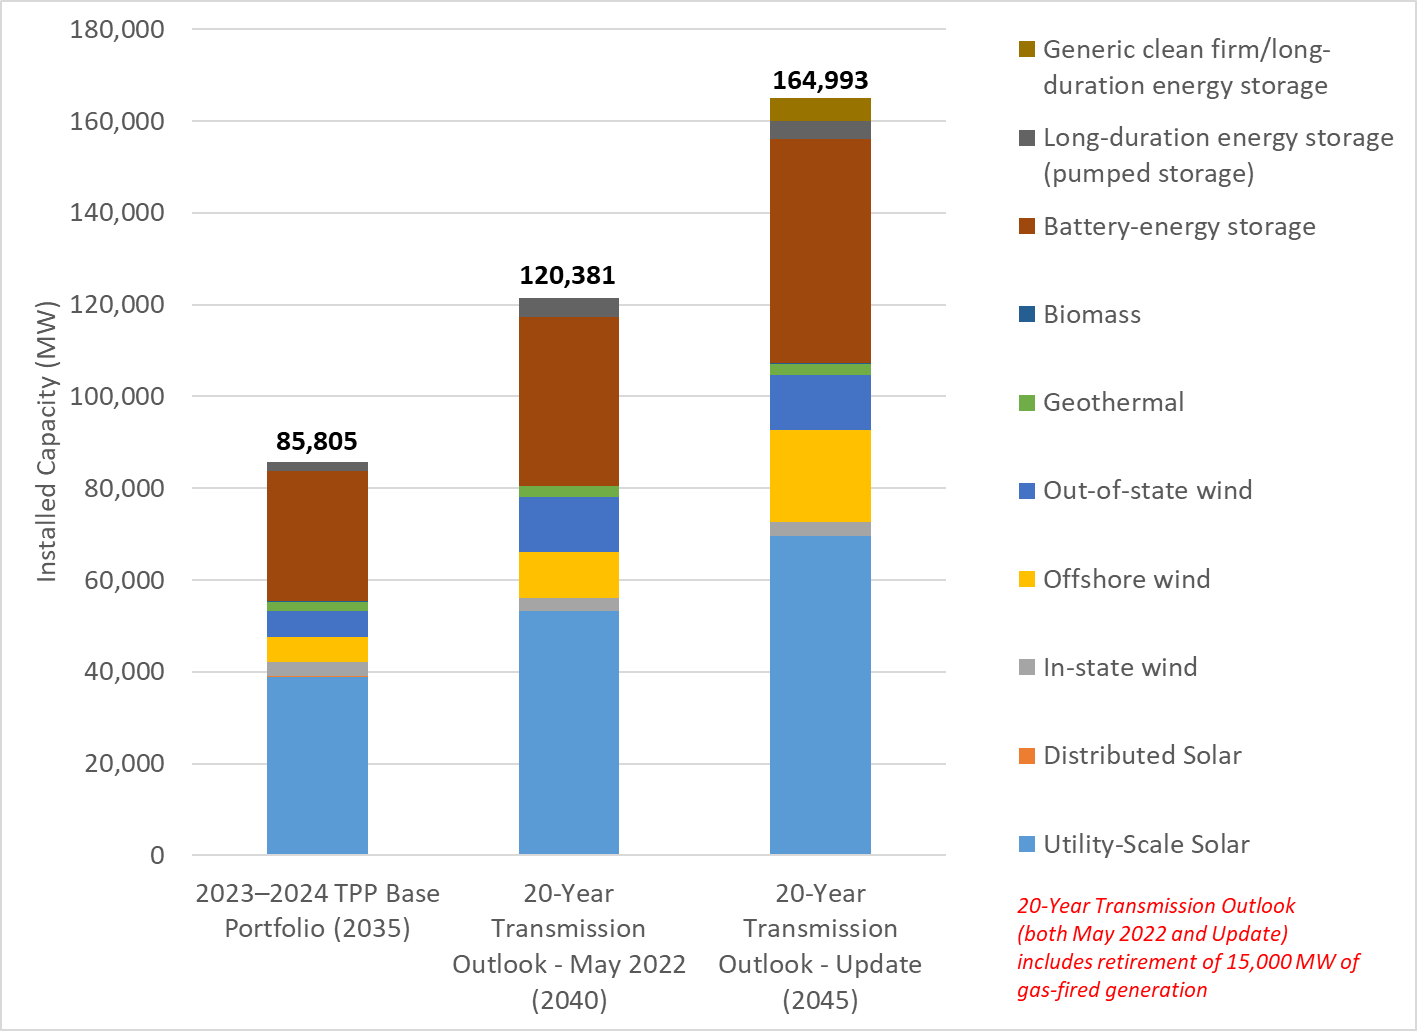 180,000
160,000
140,000
120,000
100,000
80,000
60,000
40,000
20,000
0
Installed Capacity (MW)
85,805
120,381
164,993
2023–2024 TPP Base
Portfolio (2035)
20-Year
Transmission
Outlook - May 2022
(2040)
20-Year
Transmission
Outlook - Update
(2045)
Generic clean firm/long-
duration energy storage
Long-duration energy storage
(pumped storage)
Battery-energy storage
Biomass
Geothermal
Out-of-state wind
Offshore wind
In-state wind
Distributed Solar
Utility-Scale Solar
20-Year Transmission Outlook
(both May 2022 and Update)
includes retirement of 15,000 MW of
gas-fired generation